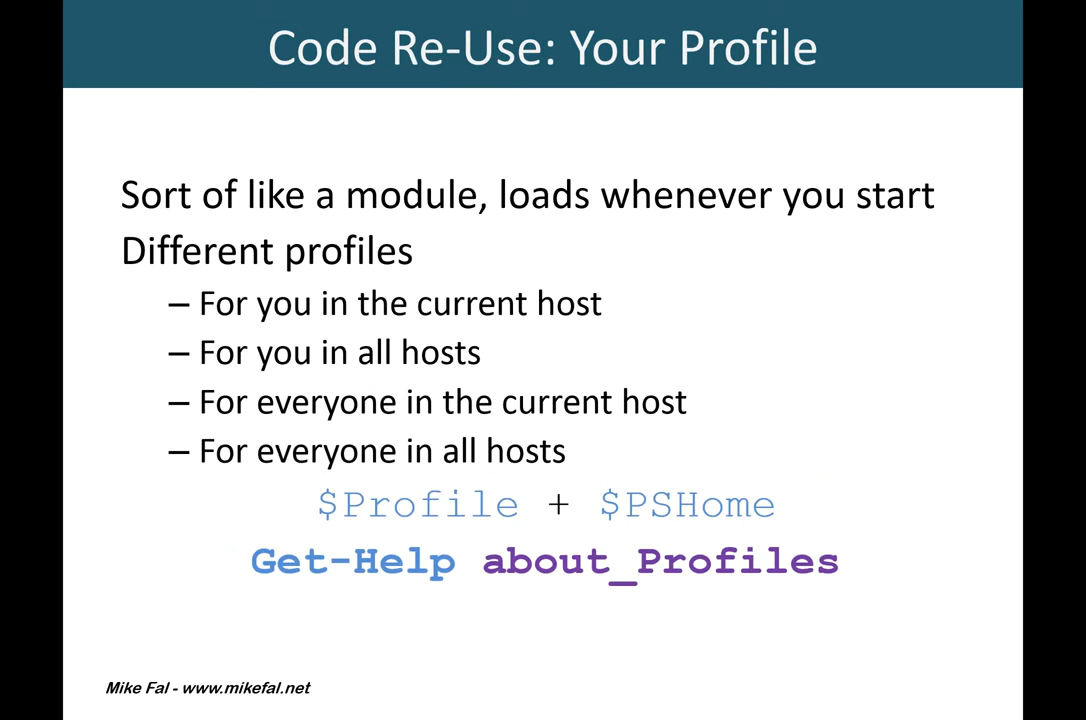 Code Re-Use: Your Profile
Sort of like a module, loads whenever you start
Different profiles
– For you in the current host
– For you in all hosts
– For everyone in the current host
– For everyone in all hosts
$Profile + $PSHome
Get-Help about_Profiles
Mike Fal - www.mikefal.net